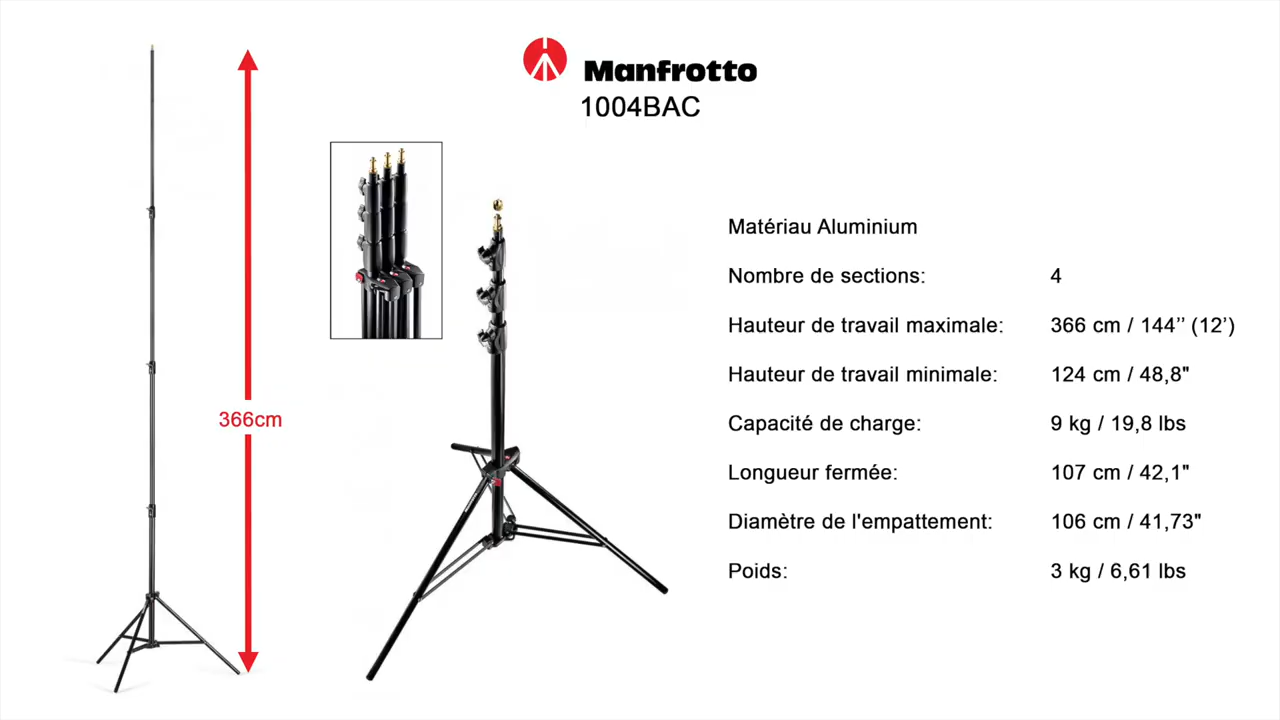 Manfrotto
1004BAC
366cm
Matériau Aluminium
Nombre de sections: 4
Hauteur de travail maximale: 366 cm / 144’’ (12’)
Hauteur de travail minimale: 124 cm / 48,8"
Capacité de charge: 9 kg / 19,8 lbs
Longueur fermée: 107 cm / 42,1"
Diamètre de l'empattement: 106 cm / 41,73"
Poids: 3 kg / 6,61 lbs